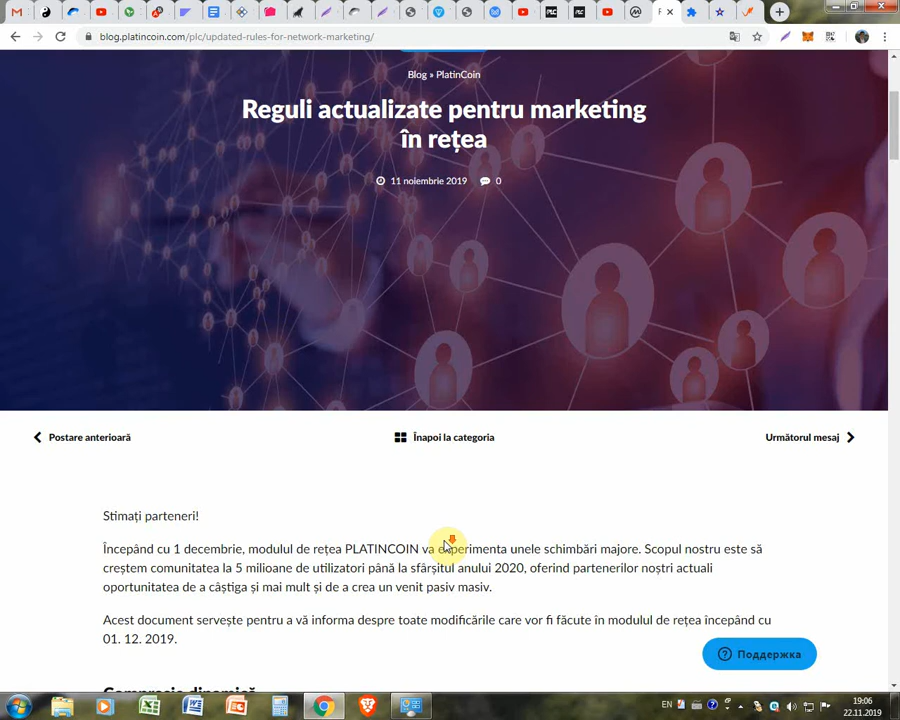 F
blog.platincoin.com/plc/updated-rules-for-network-marketing/
Blog » PlatinCoin
Reguli actualizate pentru marketing
în rețea
11 noiembrie 2019 0
Postare anterioară
Înapoi la categoria
Următorul mesaj
Stimați parteneri!
Începând cu 1 decembrie, modulul de rețea PLATINCOIN va experimenta unele schimbări majore. Scopul nostru este să
creștem comunitatea la 5 milioane de utilizatori până la sfârșitul anului 2020, oferind partenerilor noștri actuali
oportunitatea de a câștiga și mai mult și de a crea un venit pasiv masiv.
Acest document servește pentru a vă informa despre toate modificările care vor fi făcute în modulul de rețea începând cu
01. 12. 2019.
Поддержка
Compresie dinamică
EN
19:06
22.11.2019